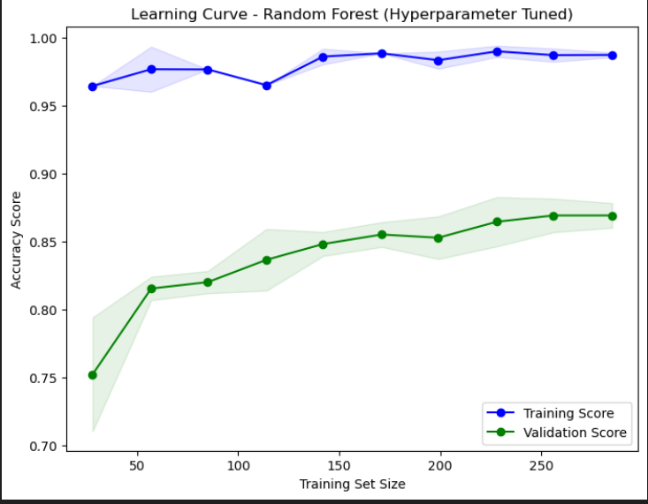 Learning Curve - Random Forest (Hyperparameter Tuned)
1.00
0.95
0.90
0.85
0.80
0.75
0.70
Accuracy Score
50
100
150
200
250
Training Set Size
Training Score
Validation Score